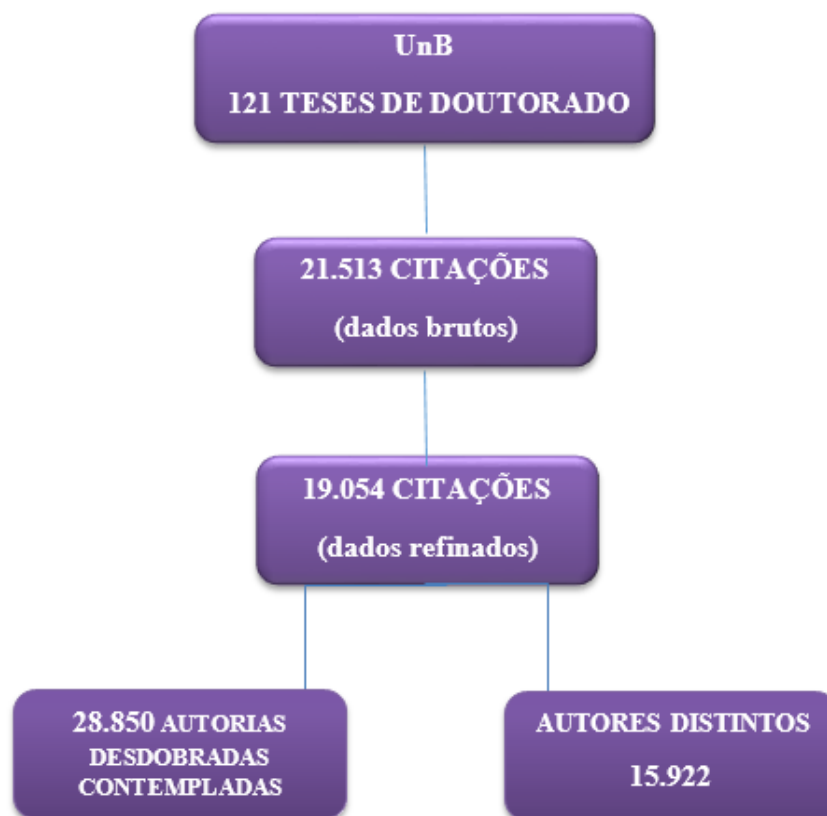 UnB
121 TESES DE DOUTORADO
21.513 CITAÇÕES
(dados brutos)
19.054 CITAÇÕES
(dados refinados)
28.850 AUTORIAS
DESDOBRADAS
CONTEMPLADAS
AUTORES DISTINTOS
15.922